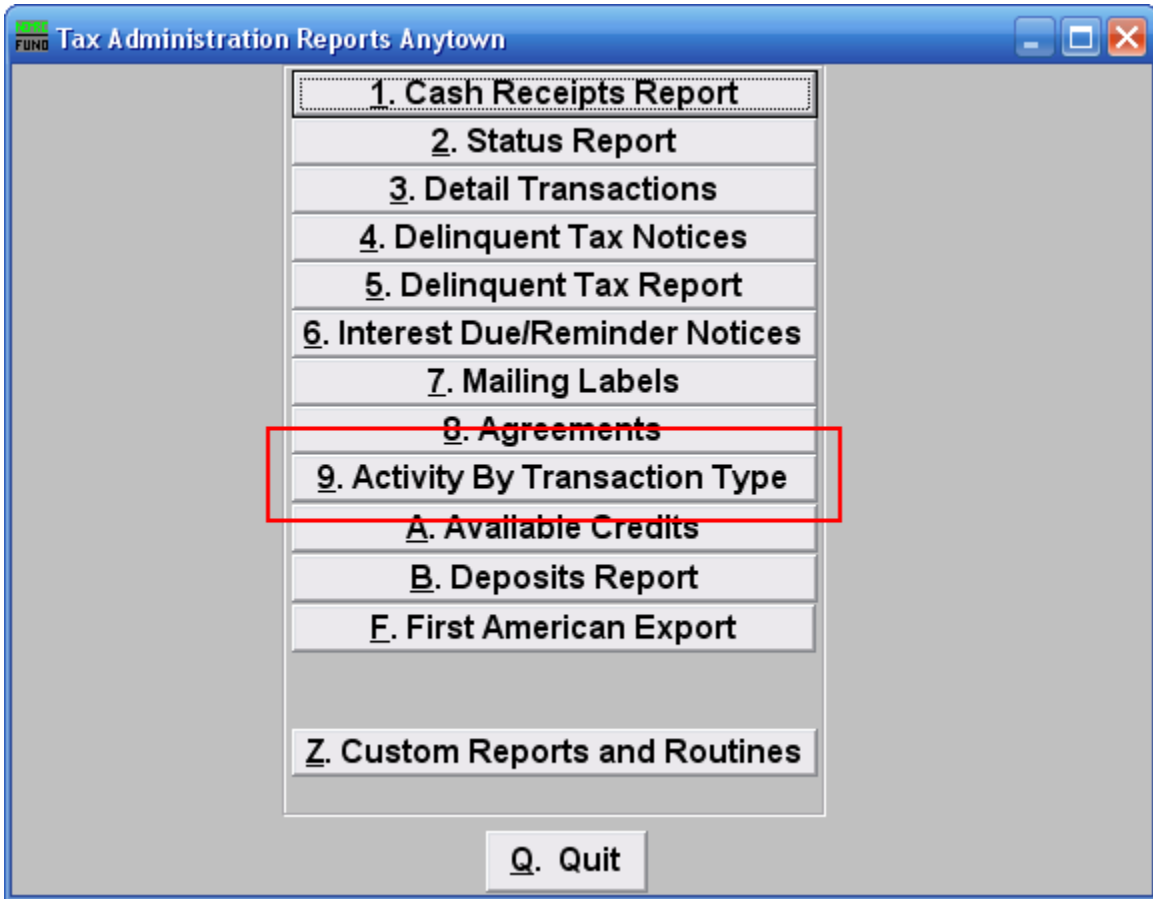 NEMRC
FUND Tax Administration Reports Anytown
1. Cash Receipts Report
2. Status Report
3. Detail Transactions
4. Delinquent Tax Notices
5. Delinquent Tax Report
6. Interest Due/Reminder Notices
7. Mailing Labels
8. Agreements
9. Activity By Transaction Type
A. Available Credits
B. Deposits Report
F. First American Export
Z. Custom Reports and Routines
Q. Quit